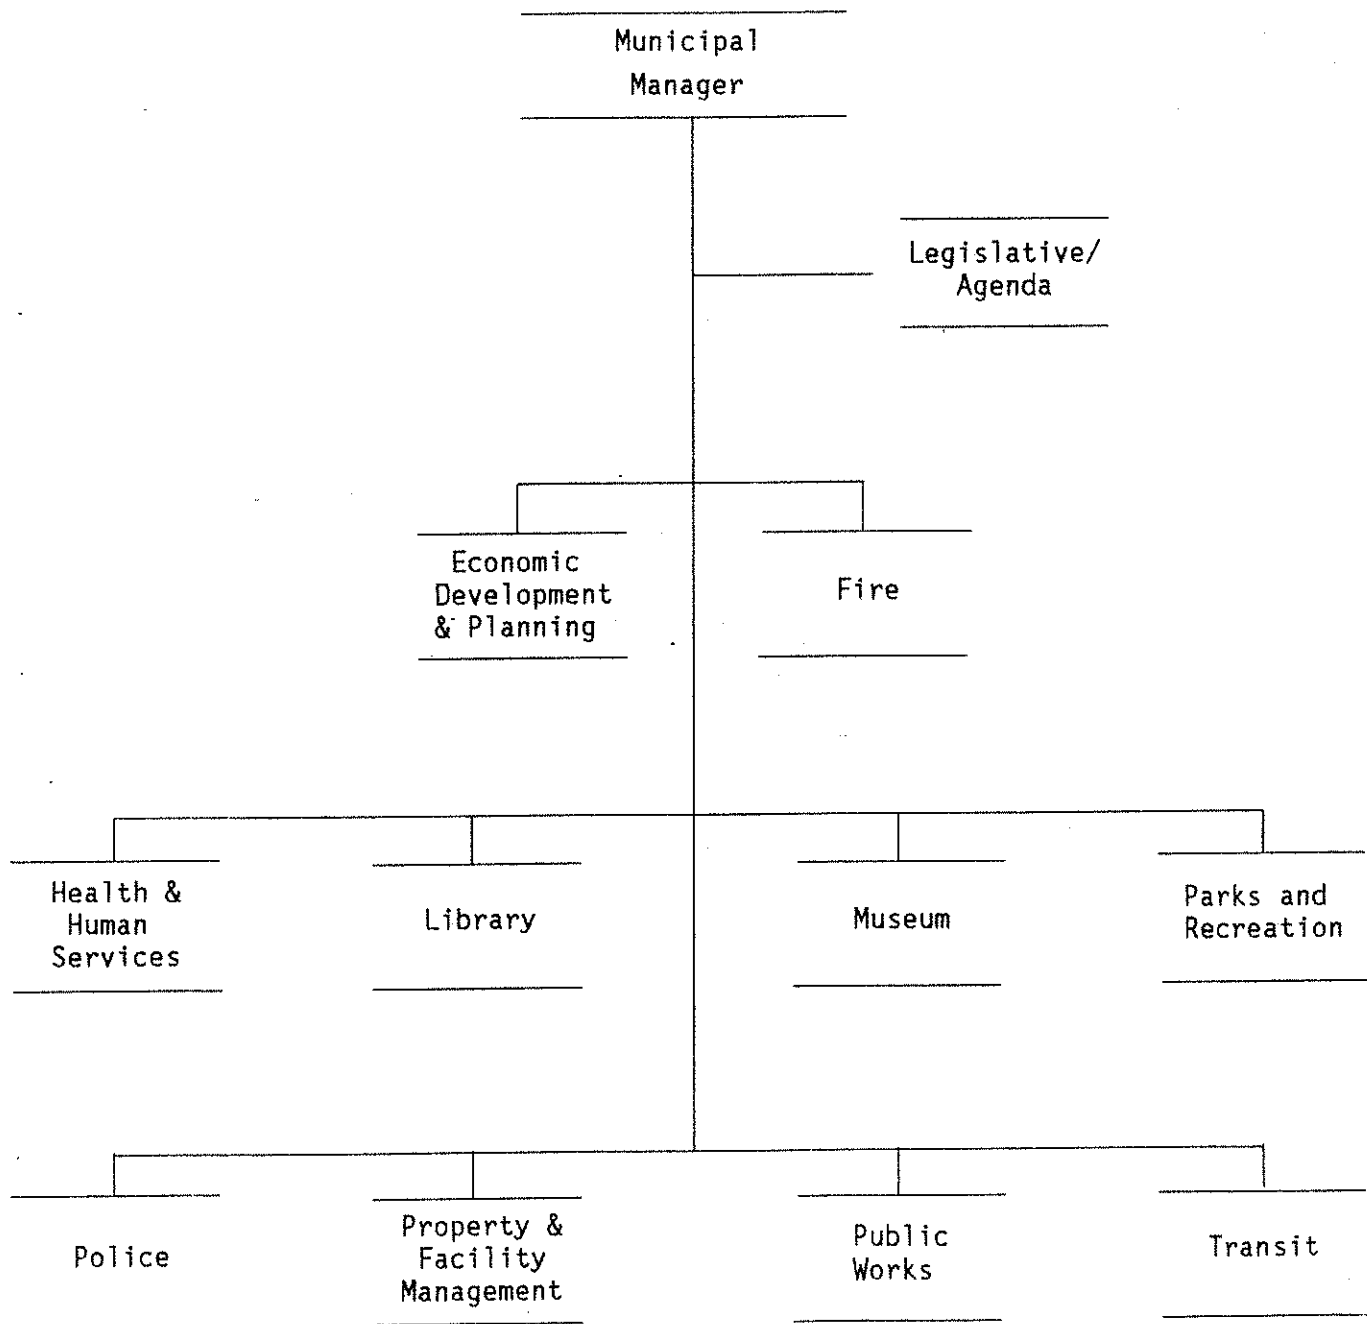 Municipal
Manager
Legislative/
Agenda
Economic
Development
& Planning
Fire
Health &
Human
Services
Library
Museum
Parks and
Recreation
Police
Property &
Facility
Management
Public
Works
Transit